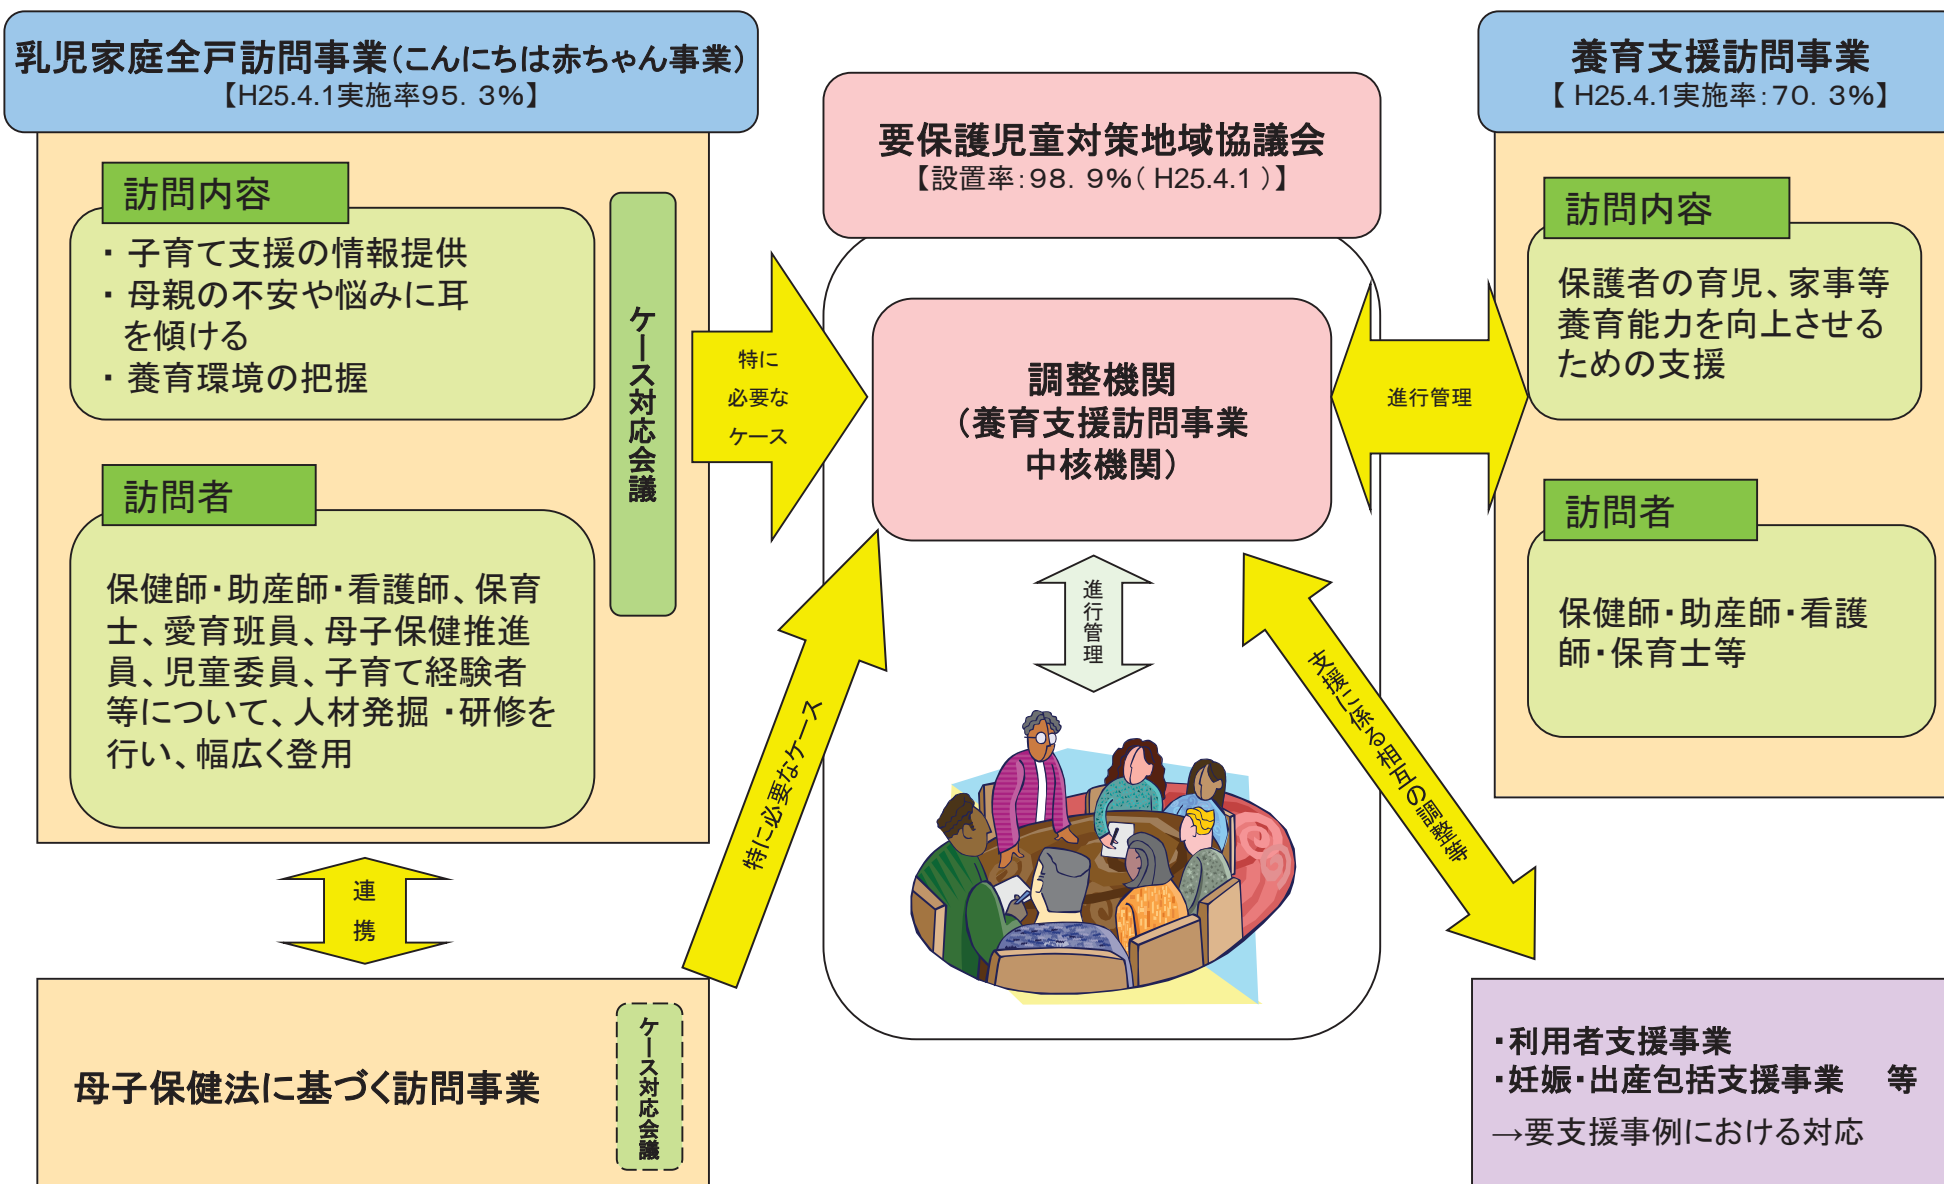 乳児家庭全戸訪問事業(こんにちは赤ちゃん事業)
【H25.4.1実施率95.3%】
訪問内容
・子育て支援の情報提供
・母親の不安や悩みに耳
を傾ける
・養育環境の把握
訪問者
保健師・助産師・看護師、保育
士、愛育班員、母子保健推進
員、児童委員、子育て経験者
等について、人材発掘・研修を
行い、幅広く登用
ケース対応会議
連
携
母子保健法に基づく訪問事業
ケース対応会議
特に
必要な
ケース
特に必要なケース
要保護児童対策地域協議会
【設置率:98.9%(H25.4.1)】
調整機関
(養育支援訪問事業
中核機関)
進行管理
進行管理
支援に係る相互の調整等
養育支援訪問事業
【H25.4.1実施率:70.3%】
訪問内容
保護者の育児、家事等
養育能力を向上させる
ための支援
訪問者
保健師・助産師・看護
師・保育士等
・利用者支援事業
・妊娠・出産包括支援事業 等
→要支援事例における対応